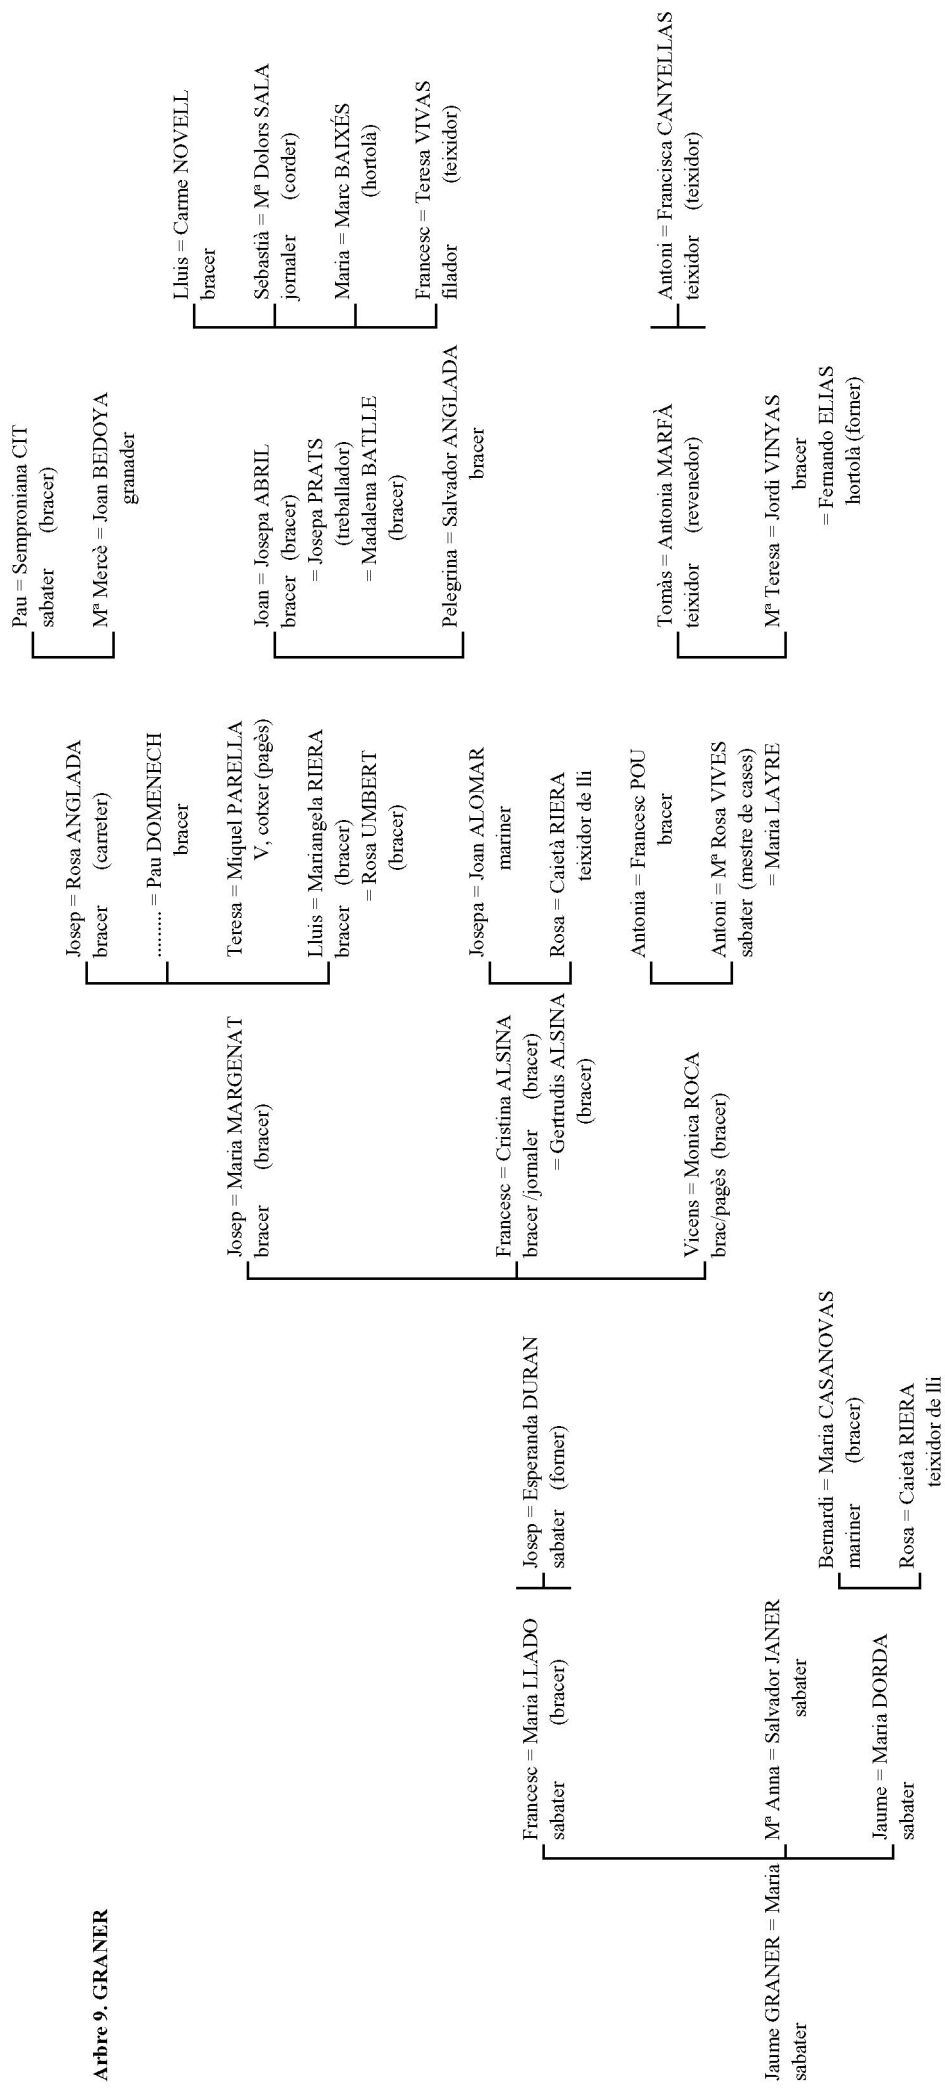 Arbre 9. GRANER
Jaume GRANER = Maria
sabater
Francesc = Maria LLADO
sabater (bracer)
Mª Anna = Salvador JANER
sabater
Jaume = Maria DORDA
sabater
Josep = Esperanda DURAN
sabater (forner)
Bernardi = Maria CASANOVAS
mariner (bracer)
Rosa = Caietà RIERA
teixidor de lli
Josep = Maria MARGENAT
bracer (bracer)
Francesc = Cristina ALSINA
bracer /jornaler (bracer)
= Gertrudis ALSINA
(bracer)
Vicens = Monica ROCA
brac/pagès (bracer)
Josep = Rosa ANGLADA
bracer (carreter)
......... = Pau DOMENECH
bracer
Teresa = Miquel PARELLA
V, cotxer (pagès)
Lluis = Mariangela RIERA
bracer (bracer)
= Rosa UMBERT
(bracer)
Josepa = Joan ALOMAR
mariner
Rosa = Caietà RIERA
teixidor de lli
Antonia = Francesc POU
bracer
Antoni = Mª Rosa VIVES
sabater (mestre de cases)
= Maria LAYRE
Pau = Semproniana CIT
sabater (bracer)
Mª Mercè = Joan BEDOYA
granader
Joan = Josepa ABRIL
bracer (bracer)
= Josepa PRATS
(treballador)
= Madalena BATLLE
(bracer)
Pelegrina = Salvador ANGLADA
bracer
Tomàs = Antonia MARFÀ
teixidor (revenedor)
Mª Teresa = Jordi VINYAS
bracer
= Fernando ELIAS
hortolà (forner)
Lluis = Carme NOVELL
bracer
Sebastià = Mª Dolors SALA
jornaler (corder)
Maria = Marc BAIXÉS
(hortolà)
Francesc = Teresa VIVAS
filador (teixidor)
Antoni = Francisca CANYELLAS
teixidor (teixidor)